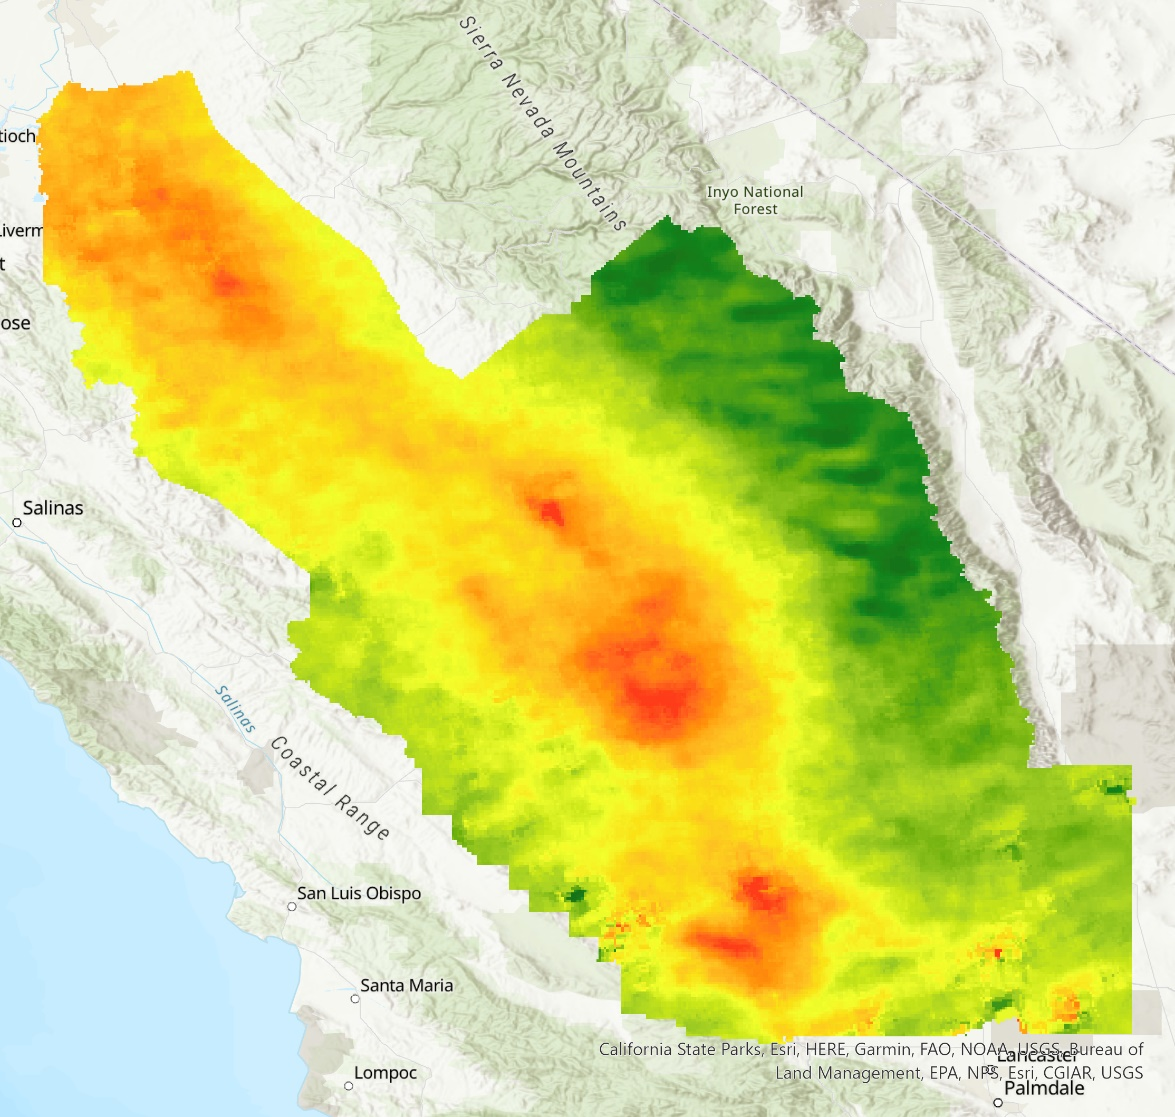 Sierra Nevada Mountains
tioch
Inyo National
Forest
Liverm
t
ose
Salinas
Salinas
Coastal Range
San Luis Obispo
Santa Maria
California State Parks, Esri, HERE, Garmin, FAO, NOAA, USGS, Bureau of
Lancaster
Land Management, EPA, NPS, Esri, CGIAR, USGS
Lompoc
Palmdale